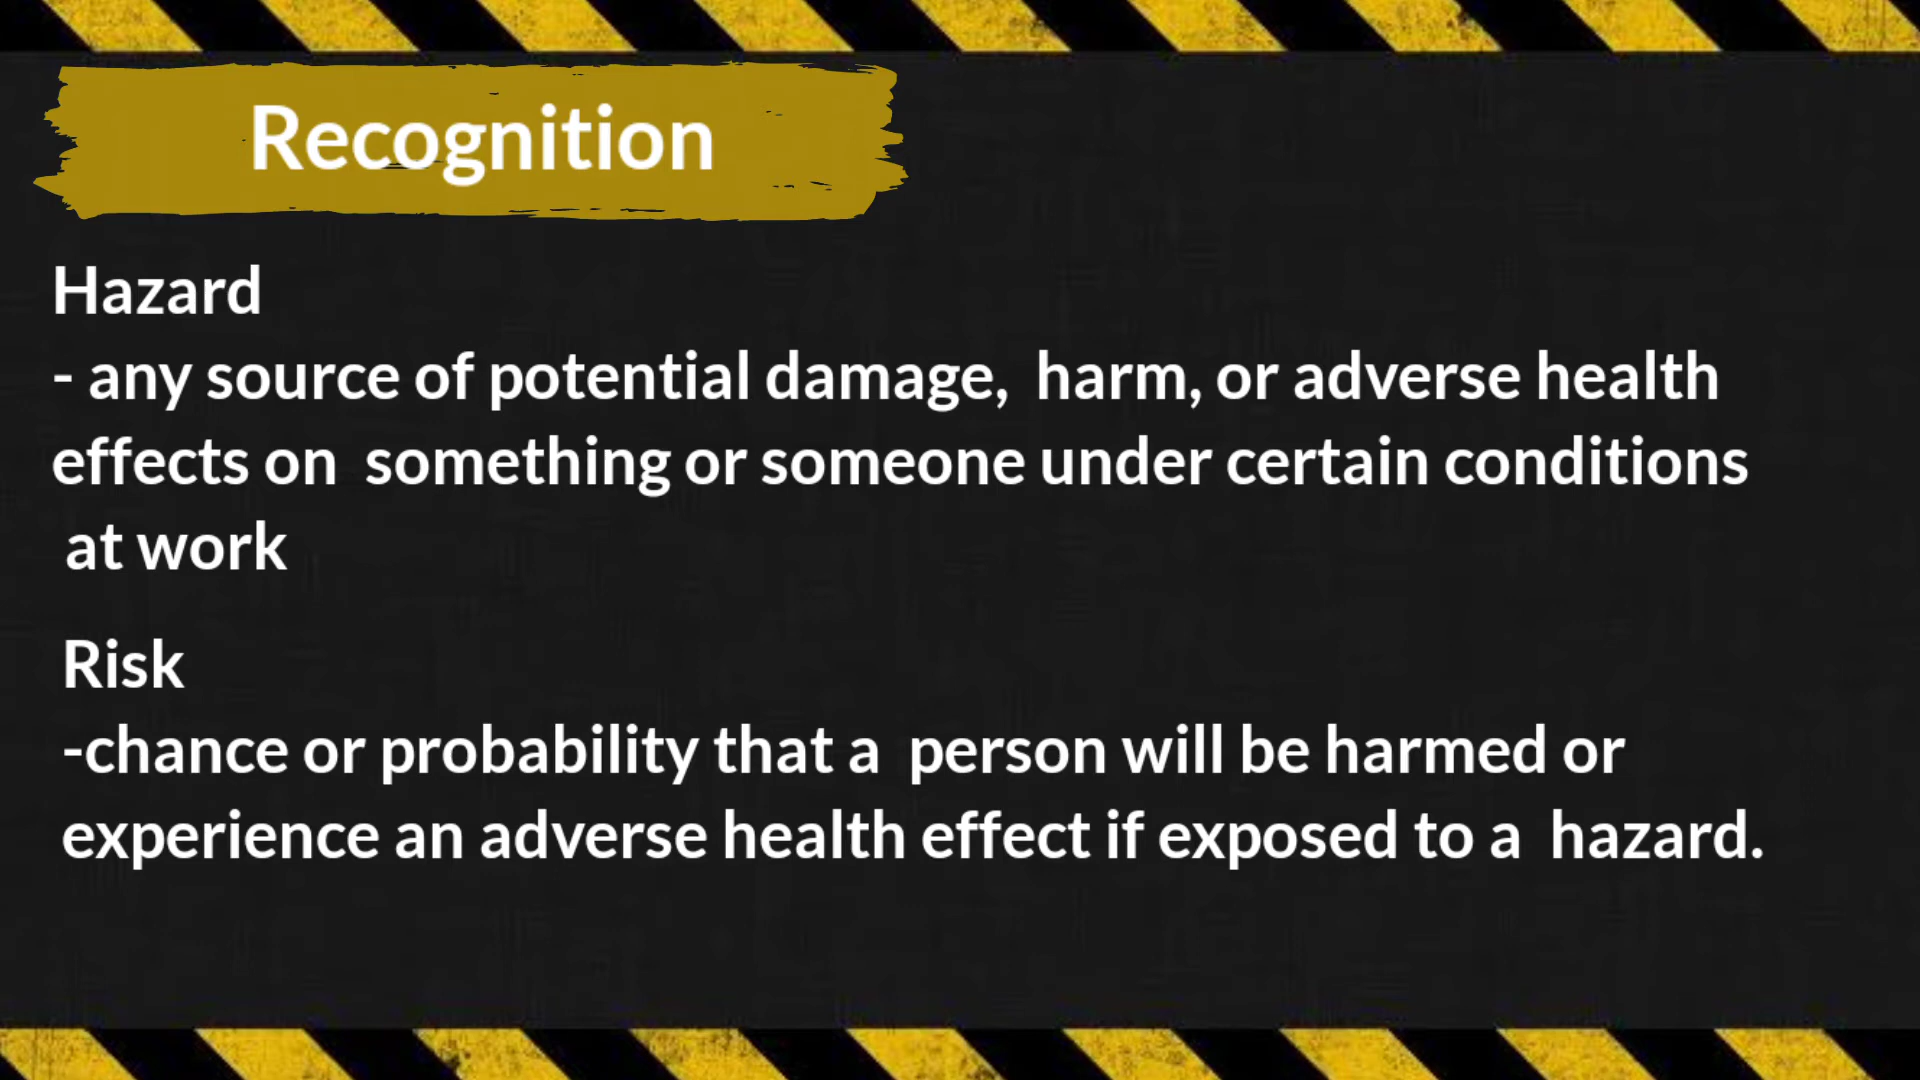 Recognition
Hazard
- any source of potential damage,  harm, or adverse health
effects on  something or someone under certain conditions
at work
Risk
-chance or probability that a  person will be harmed or
experience an adverse health effect if exposed to a  hazard.